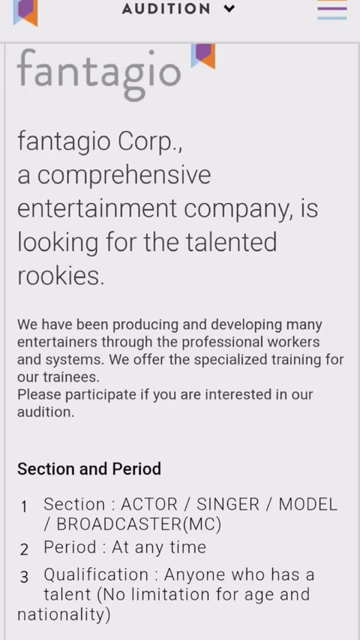 AUDITION
fantagio
fantagio Corp.,
a comprehensive
entertainment company, is
looking for the talented
rookies.
We have been producing and developing many
entertainers through the professional workers
and systems. We offer the specialized training for
our trainees.
Please participate if you are interested in our
audition.
Section and Period
1 Section : ACTOR / SINGER / MODEL
/ BROADCASTER(MC)
2 Period : At any time
3 Qualification : Anyone who has a
talent (No limitation for age and
nationality)